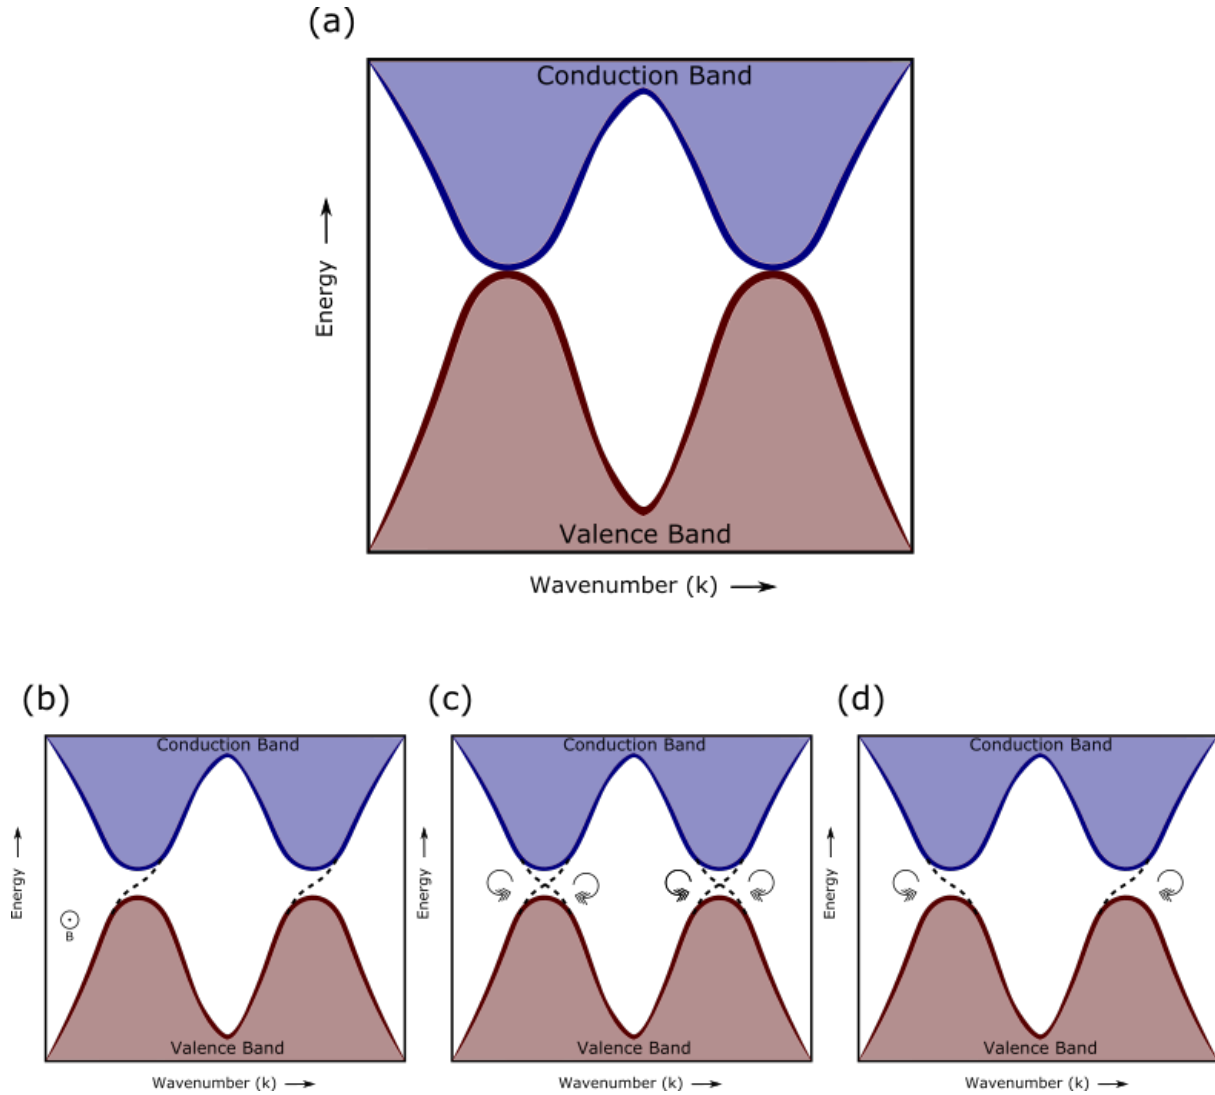 (a)
Conduction Band
Energy
Valence Band
Wavenumber (k)
(b)
(c)
(d)
Conduction Band
Conduction Band
Conduction Band
Energy
Energy
Energy
B
Valence Band
Valence Band
Valence Band
Wavenumber (k)
Wavenumber (k)
Wavenumber (k)